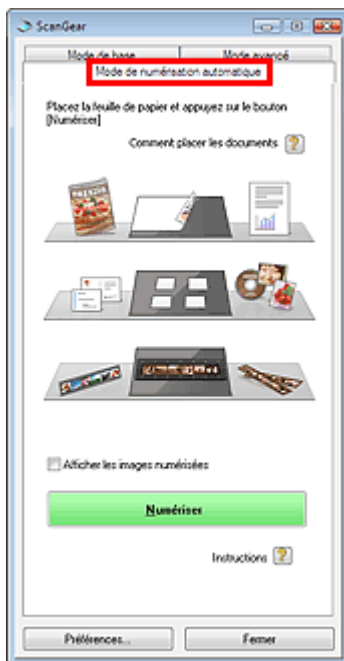 ScanGear
Mode de base Mode avancé
Mode de numérisation automatique
Placez la feuille de papier et appuyez sur le bouton
[Numériser]
Comment placer les documents
Afficher les images numérisées
Numériser
Instructions
Préférences... Fermer